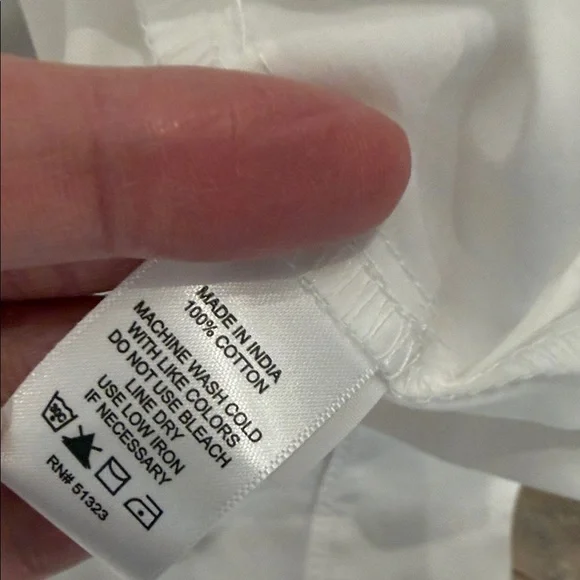 MADE IN INDIA
100% COTTON
MACHINE WASH COLD
WITH LIKE COLORS
DO NOT USE BLEACH
LINE DRY
USE LOW IRON
IF NECESSARY
RN# 51323